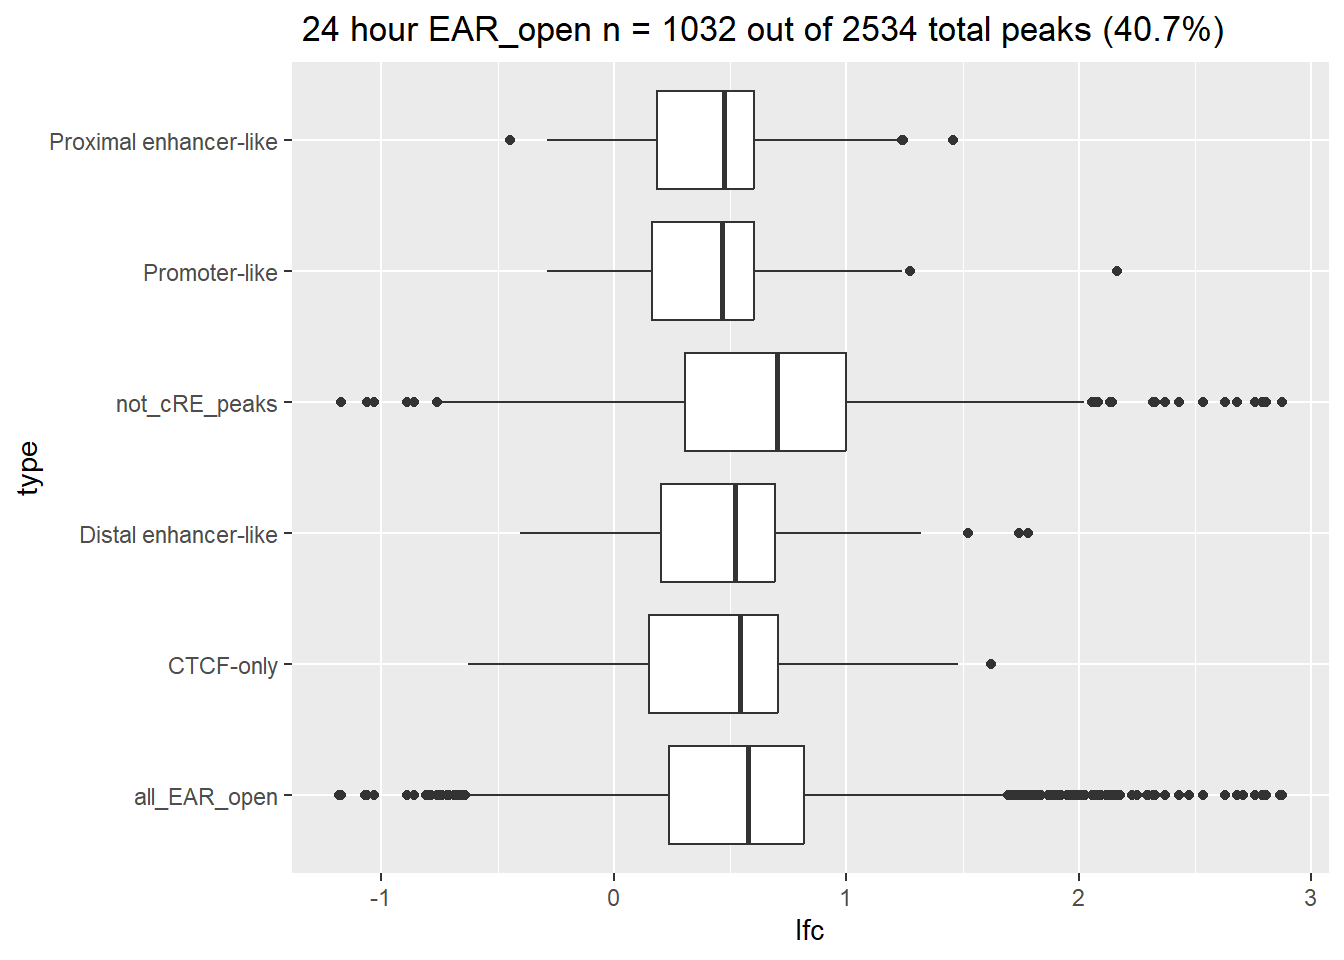 24 hour EAR_open n = 1032 out of 2534 total peaks (40.7%)
Proximal enhancer-like
Promoter-like
not_cRE_peaks
Distal enhancer-like
CTCF-only
all_EAR_open
type
-1 0 1 2 3
lfc